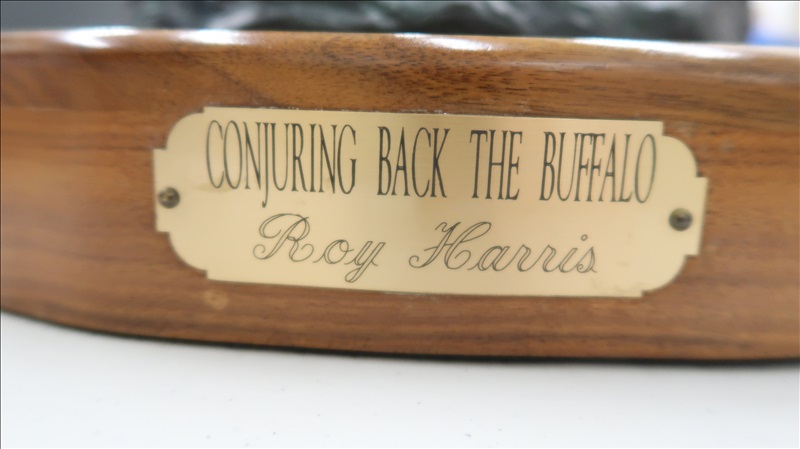 CONJURING BACK THE BUFFALO
Roy Harris